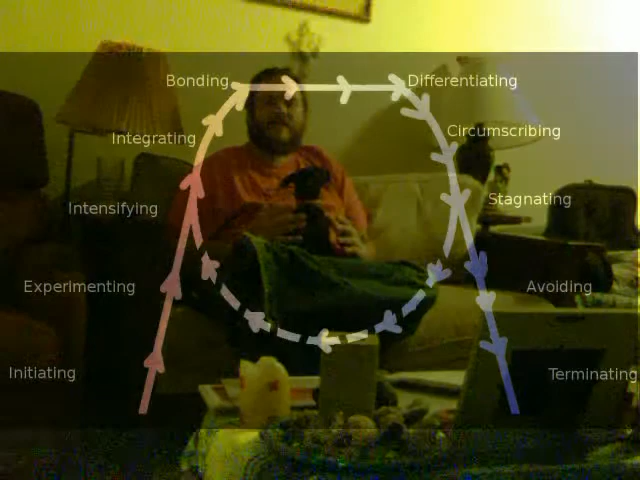 Bonding
Differentiating
Integrating
Circumscribing
Intensifying
Stagnating
Experimenting
Avoiding
Initiating
Terminating